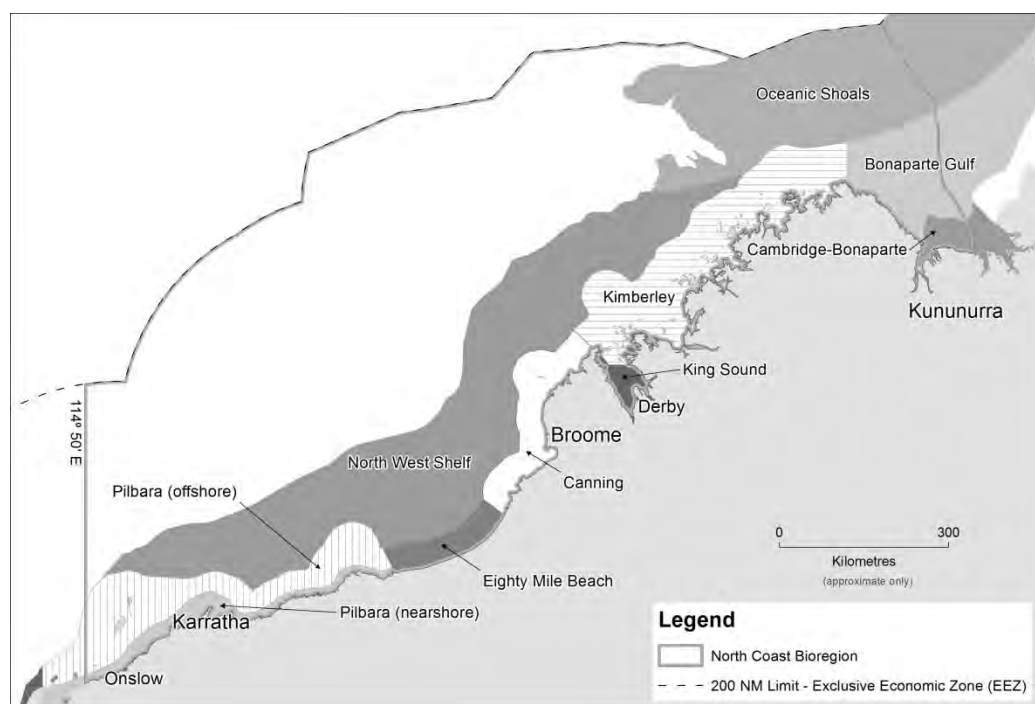 Oceanic Shoals
Bonaparte Gulf
Cambridge-Bonaparte
Kimberley
Kununurra
King Sound
Derby
114º 50' E
Broome
North West Shelf
Canning
Pilbara (offshore)
Eighty Mile Beach
Pilbara (nearshore)
Karratha
Onslow
0 300
Kilometres
(approximate only)
Legend
North Coast Bioregion
200 NM Limit - Exclusive Economic Zone (EEZ)